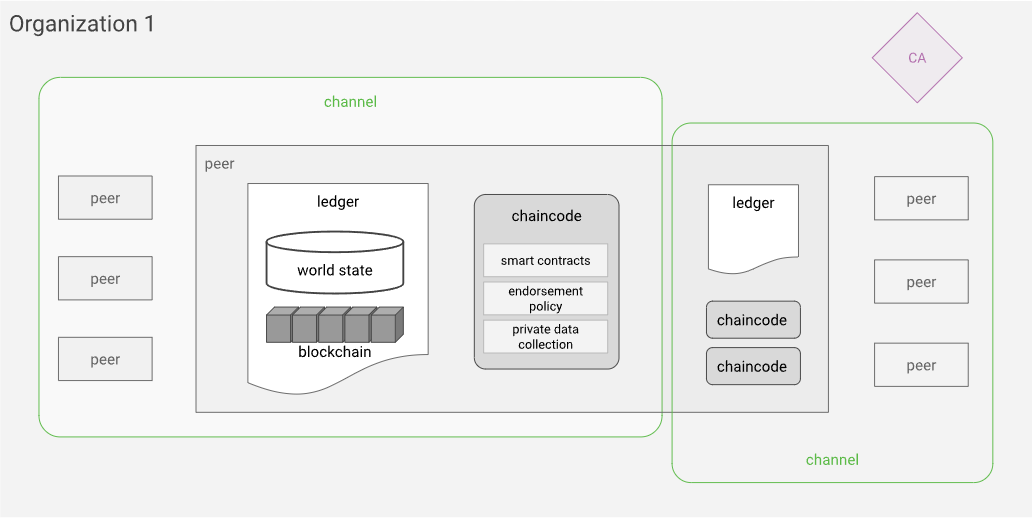 Organization 1
CA
channel
peer
peer
peer
peer
ledger
world state
blockchain
chaincode
smart contracts
endorsement
policy
private data
collection
ledger
chaincode
chaincode
peer
peer
peer
channel